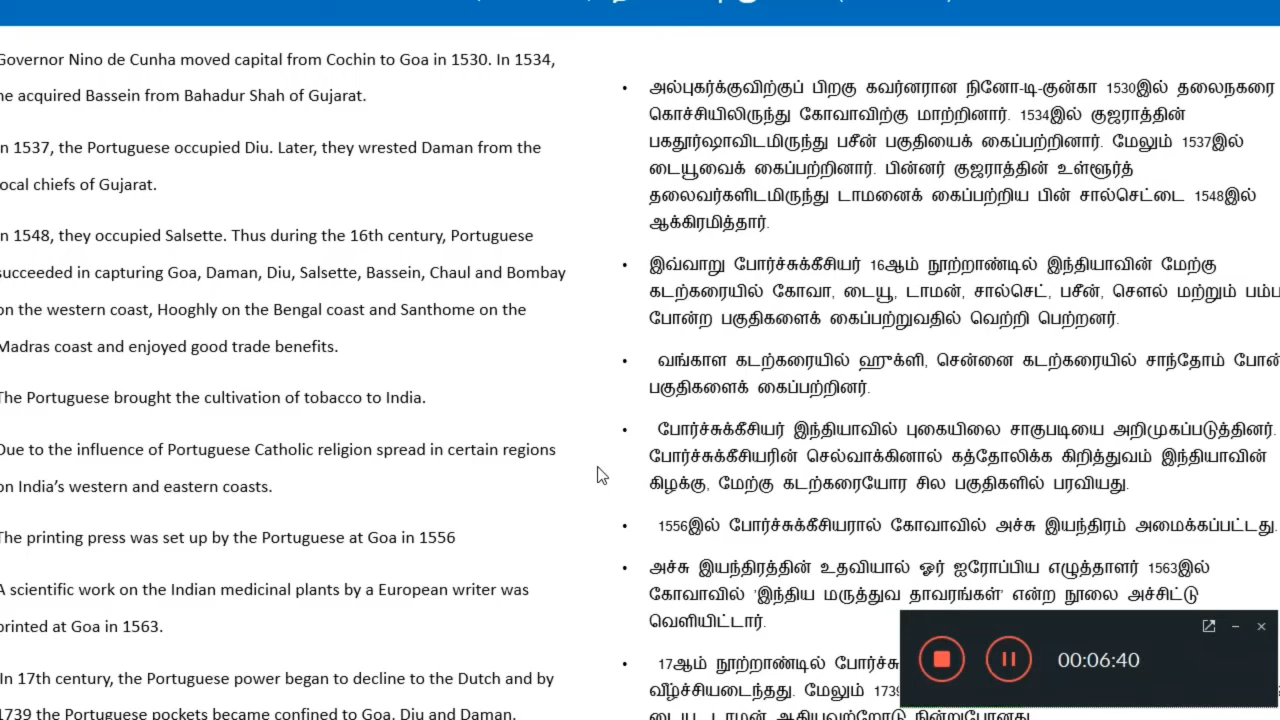 Governor Nino de Cunha moved capital from Cochin to Goa in 1530. In 1534,
he acquired Bassein from Bahadur Shah of Gujarat.
In 1537, the Portuguese occupied Diu. Later, they wrested Daman from the
local chiefs of Gujarat.
In 1548, they occupied Salsette. Thus during the 16th century, Portuguese
succeeded in capturing Goa, Daman, Diu, Salsette, Bassein, Chaul and Bombay
on the western coast, Hooghly on the Bengal coast and Santhome on the
Madras coast and enjoyed good trade benefits.
The Portuguese brought the cultivation of tobacco to India.
Due to the influence of Portuguese Catholic religion spread in certain regions
on India's western and eastern coasts.
The printing press was set up by the Portuguese at Goa in 1556
A scientific work on the Indian medicinal plants by a European writer was
printed at Goa in 1563.
In 17th century, the Portuguese power began to decline to the Dutch and by
1739 the Portuguese pockets became confined to Goa, Diu and Daman.
• அல்புகர்க்குவிற்குப் பிறகு கவர்னரான நினோ-டி-குன்கா 1530இல் தலைநகரை
கொச்சியிலிருந்து கோவாவிற்கு மாற்றினார். 1534இல் குஜராத்தின்
பகதூர்ஷாவிடமிருந்து பசீன் பகுதியைக் கைப்பற்றினார். மேலும் 1537இல்
டையூவைக் கைப்பற்றினார். பின்னர் குஜராத்தின் உள்ளூர்த்
தலைவர்களிடமிருந்து டாமனைக் கைப்பற்றிய பின் சால்செட்டை 1548இல்
ஆக்கிரமித்தார்.
• இவ்வாறு போர்ச்சுக்கீசியர் 16ஆம் நூற்றாண்டில் இந்தியாவின் மேற்கு
கடற்கரையில் கோவா, டையூ, டாமன், சால்செட், பசீன், சௌல் மற்றும்
போன்ற பகுதிகளைக் கைப்பற்றுவதில் வெற்றி பெற்றனர்.
• வங்காள கடற்கரையில் ஹுக்ளி, சென்னை கடற்கரையில் சாந்தோம்
பகுதிகளைக் கைப்பற்றினர்.
• போர்ச்சுக்கீசியர் இந்தியாவில் புகையிலை சாகுபடியை அறிமுகப்படுத்தினர்.
போர்ச்சுக்கீசியரின் செல்வாக்கினால் கத்தோலிக்க கிறித்துவம் இந்தியாவின்
கிழக்கு, மேற்கு கடற்கரையோர சில பகுதிகளில் பரவியது.
• 1556இல் போர்ச்சுக்கீசியரால் கோவாவில் அச்சு இயந்திரம் அமைக்கப்பட்டது.
• அச்சு இயந்திரத்தின் உதவியால் ஓர் ஐரோப்பிய எழுத்தாளர் 1563இல்
கோவாவில் 'இந்திய மருத்துவ தாவரங்கள்' என்ற நூலை அச்சிட்டு
வெளியிட்டார்.
• 17ஆம் நூற்றாண்டில்
வீழ்ச்சியடைந்தது. மேலும் 1739
00:06:40